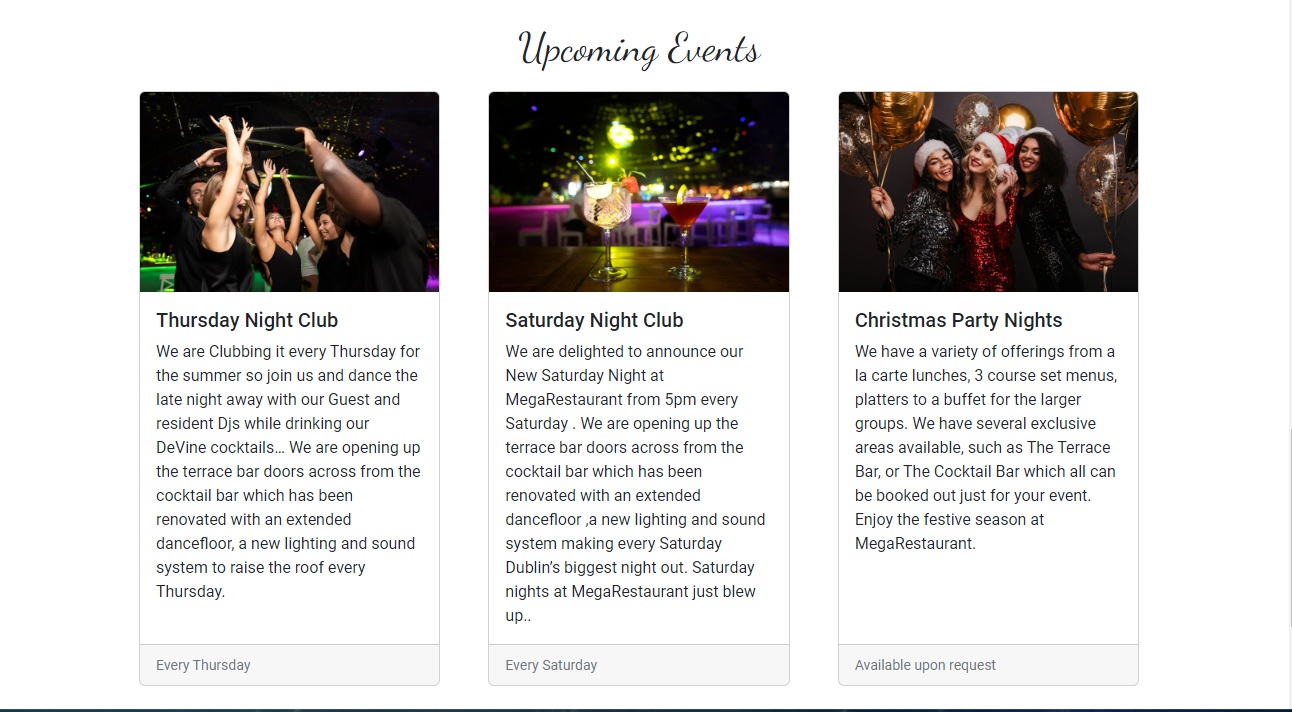 Upcoming Events
Thursday Night Club
We are Clubbing it every Thursday for
the summer so join us and dance the
late night away with our Guest and
resident Djs while drinking our
DeVine cocktails... We are opening up
the terrace bar doors across from the
cocktail bar which has been
renovated with an extended
dancefloor, a new lighting and sound
system to raise the roof every
Thursday.
Every Thursday
Saturday Night Club
We are delighted to announce our
New Saturday Night at
MegaRestaurant from 5pm every
Saturday . We are opening up the
terrace bar doors across from the
cocktail bar which has been
renovated with an extended
dancefloor ,a new lighting and sound
system making every Saturday
Dublin’s biggest night out. Saturday
nights at MegaRestaurant just blew
up..
Every Saturday
Christmas Party Nights
We have a variety of offerings from a
la carte lunches, 3 course set menus,
platters to a buffet for the larger
groups. We have several exclusive
areas available, such as The Terrace
Bar, or The Cocktail Bar which all can
be booked out just for your event.
Enjoy the festive season at
MegaRestaurant.
Available upon request